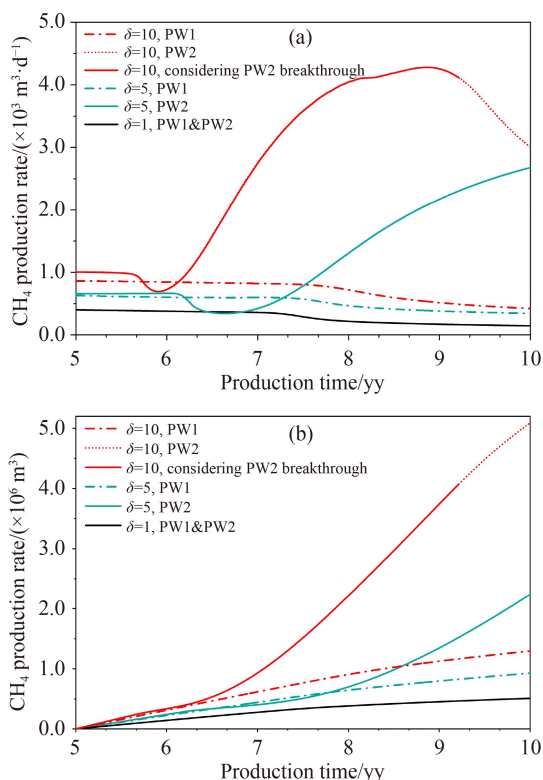 (a)
δ=10, PW1
δ=10, PW2
δ=10, considering PW2 breakthrough
δ=5, PW1
δ=5, PW2
δ=1, PW1&PW2
CH₄ production rate/(×10³ m³·d⁻¹)
5.0
4.0
3.0
2.0
1.0
0.0
5 6 7 8 9 10
Production time/yy
(b)
δ=10, PW1
δ=10, PW2
δ=10, considering PW2 breakthrough
δ=5, PW1
δ=5, PW2
δ=1, PW1&PW2
CH₄ production rate/(×10⁶ m³)
5.0
4.0
3.0
2.0
1.0
0.0
5 6 7 8 9 10
Production time/yy